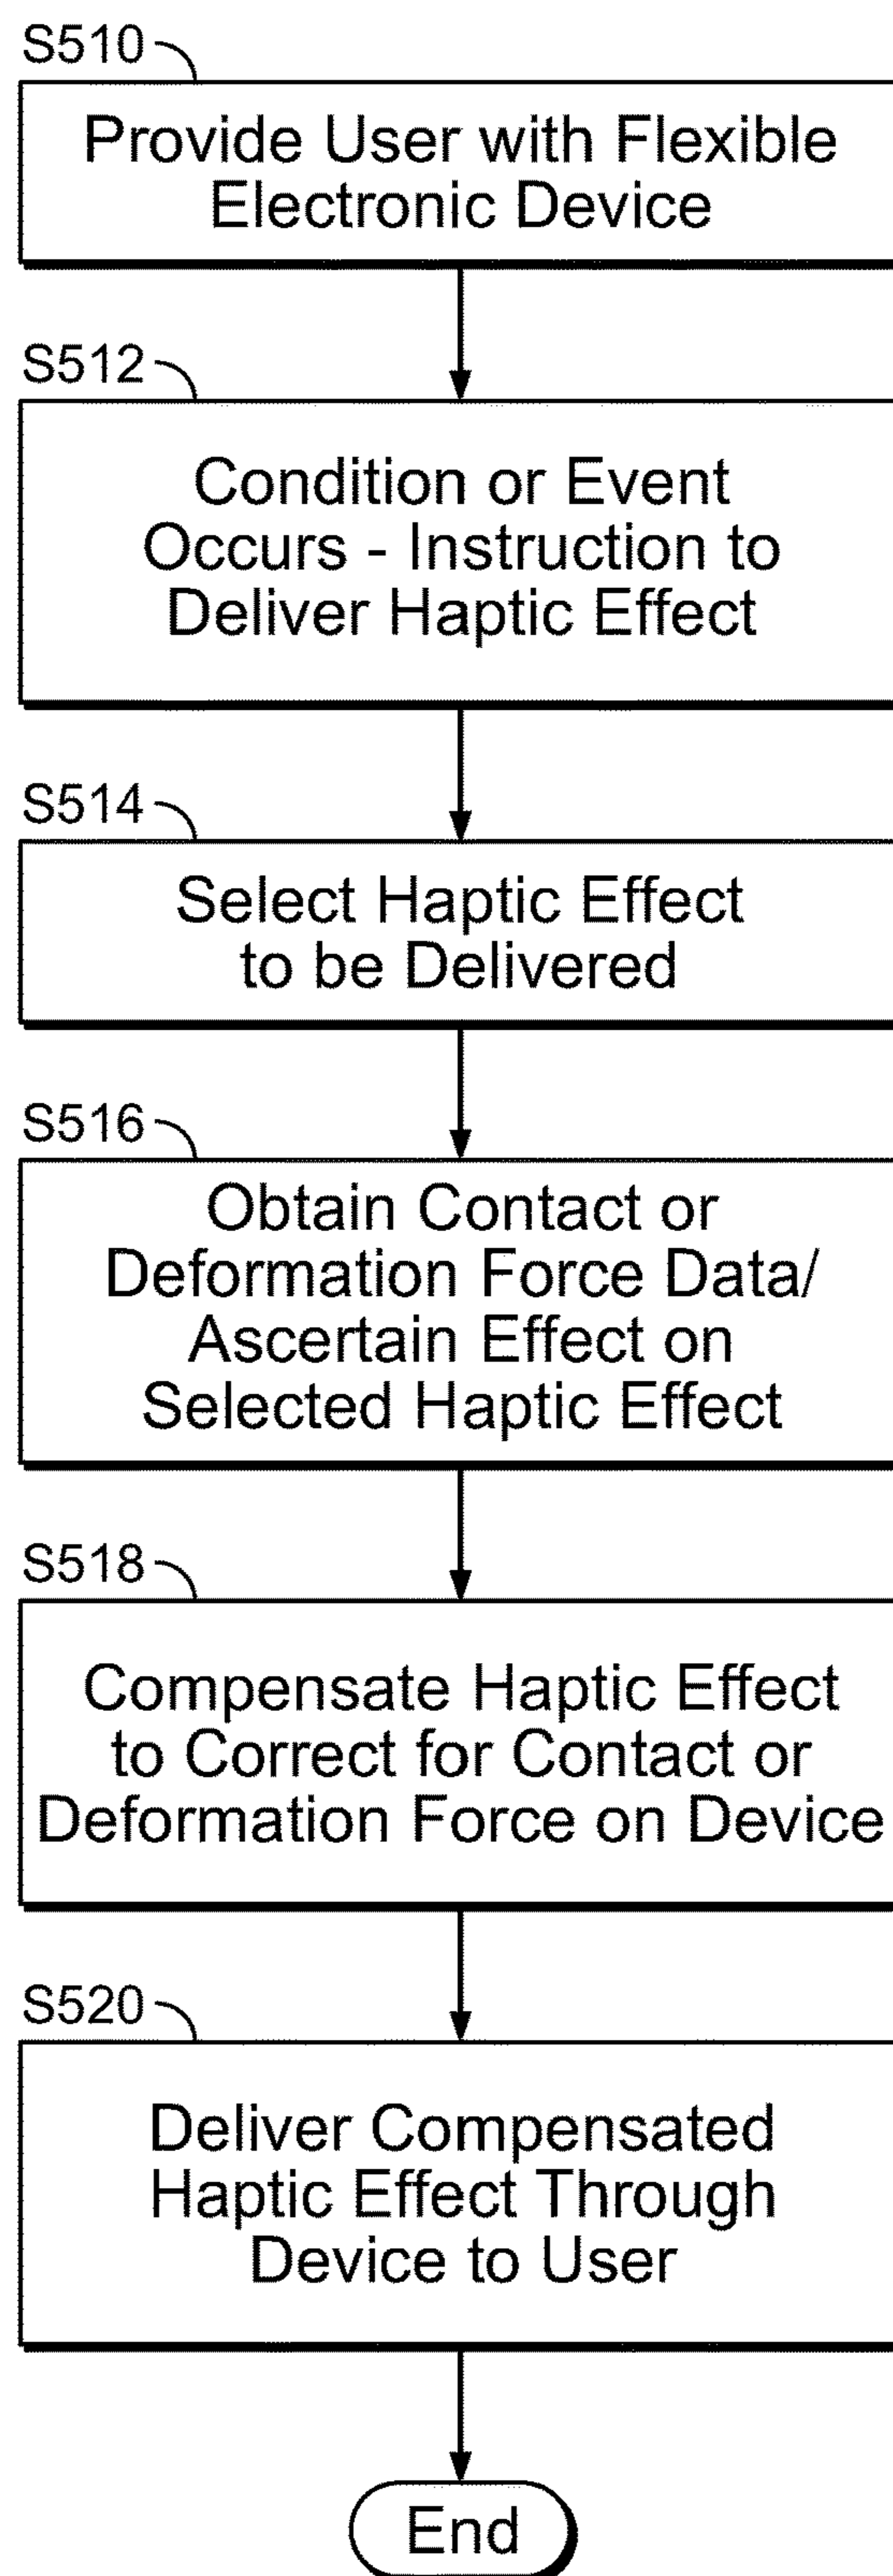 S510
Provide User with Flexible
Electronic Device
S512
Condition or Event
Occurs - Instruction to
Deliver Haptic Effect
S514
Select Haptic Effect
to be Delivered
S516
Obtain Contact or
Deformation Force Data/
Ascertain Effect on
Selected Haptic Effect
S518
Compensate Haptic Effect
to Correct for Contact or
Deformation Force on Device
S520
Deliver Compensated
Haptic Effect Through
Device to User
End